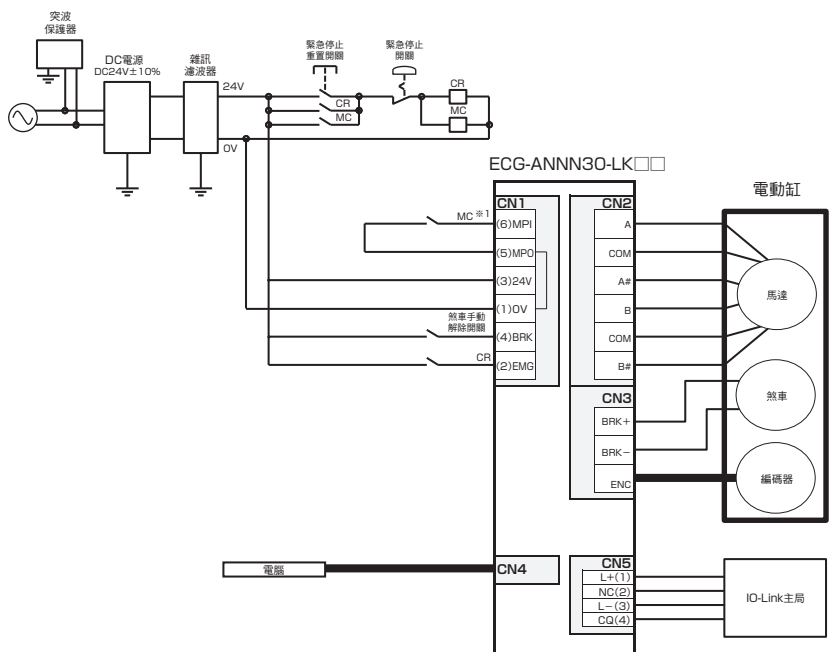 突波
保護器
DC電源
DC24V±10%
雜訊
濾波器
24V
0V
緊急停止
重置開關
緊急停止
開關
CR
MC
CR
MC
ECG-ANNN30-LK□□
電動缸
CN1
MC ※1
(6)MPI
(5)MPO
(3)24V
(1)0V
煞車手動
解除開關
(4)BRK
CR
(2)EMG
CN2
A
COM
A#
B
COM
B#
CN3
BRK+
BRK−
ENC
馬達
煞車
編碼器
電腦
CN4
CN5
L+(1)
NC(2)
L−(3)
CQ(4)
IO-Link主局